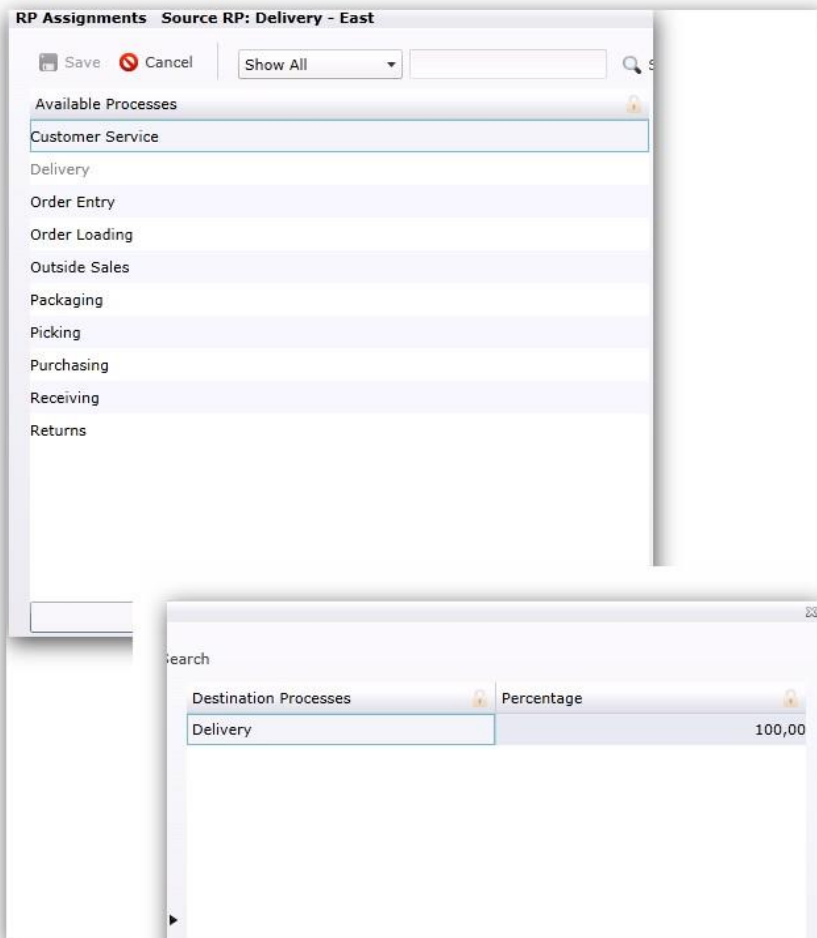 RP Assignments Source RP: Delivery - East
Save Cancel Show All
Available Processes
Customer Service
Delivery
Order Entry
Order Loading
Outside Sales
Packaging
Picking
Purchasing
Receiving
Returns
Search
Destination Processes Percentage
Delivery 100,00